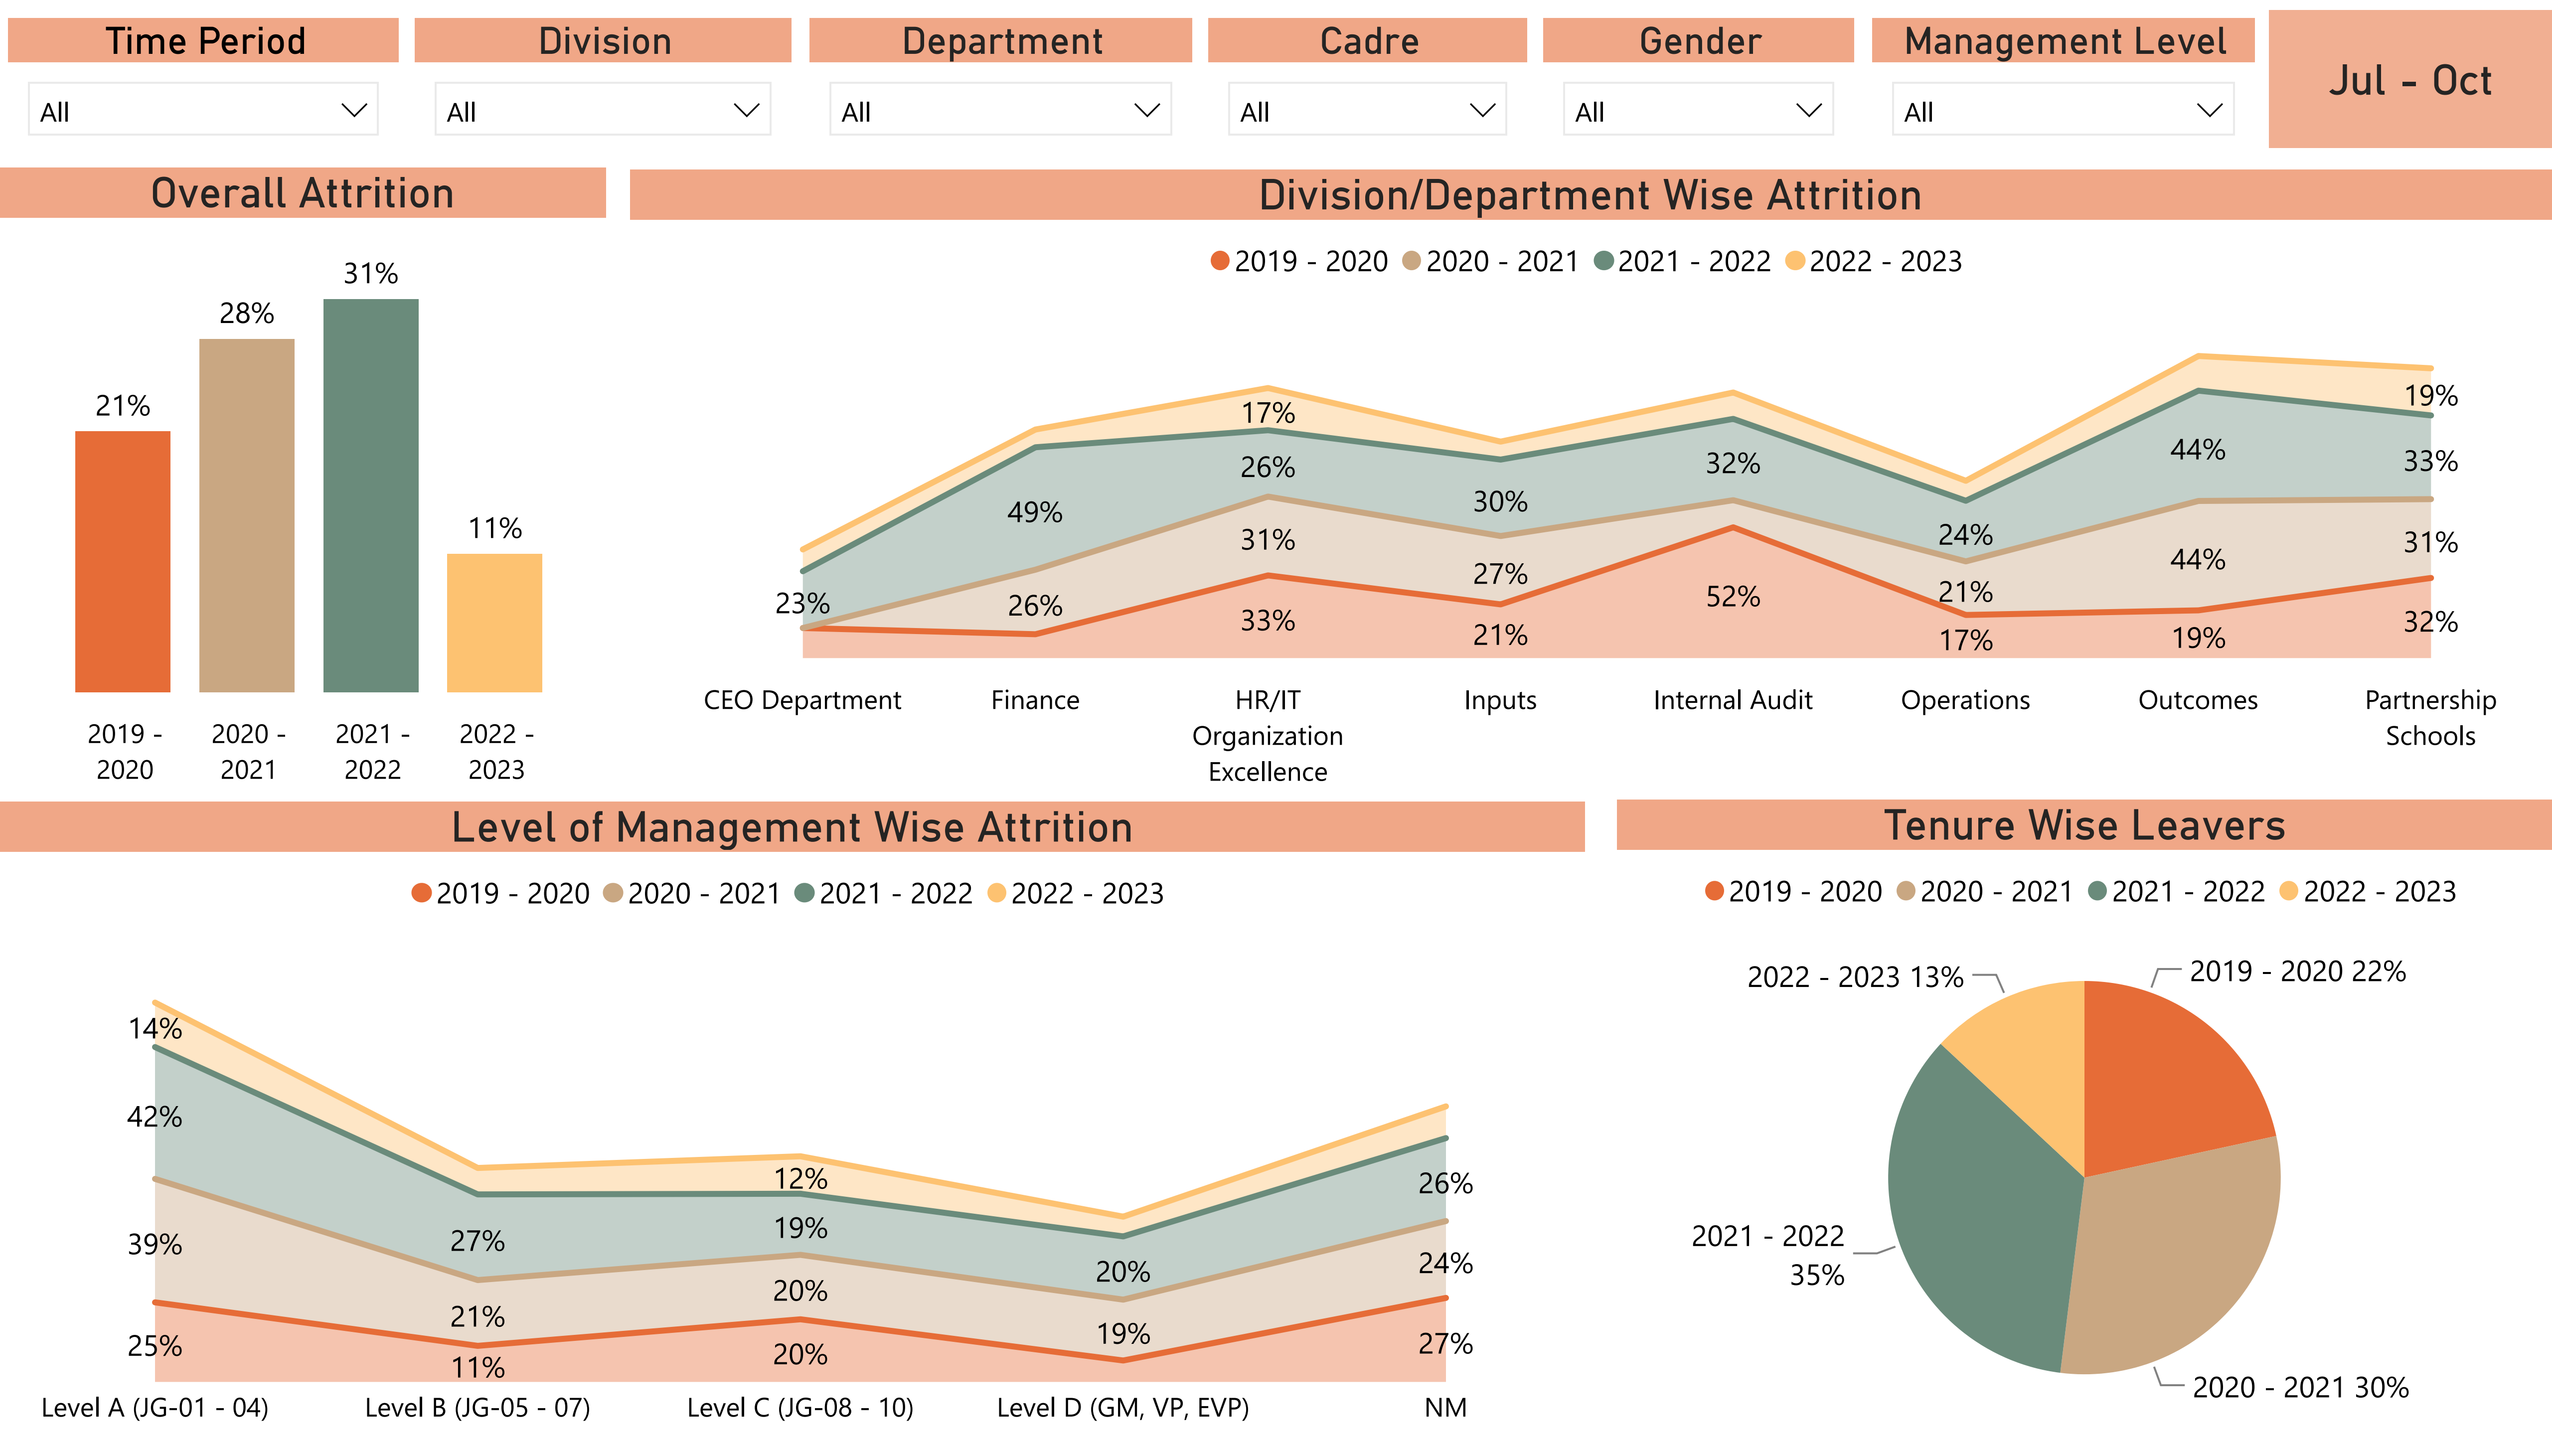 Time Period
Division
Department
Cadre
Gender
Management Level
Jul - Oct
All
All
All
All
All
All
Overall Attrition
31%
28%
21%
11%
2019 -
2020
2020 -
2021
2021 -
2022
2022 -
2023
Division/Department Wise Attrition
2019 - 2020
2020 - 2021
2021 - 2022
2022 - 2023
23%
49%
26%
17%
26%
31%
33%
30%
27%
21%
32%
52%
24%
21%
17%
44%
44%
19%
19%
33%
31%
32%
CEO Department
Finance
HR/IT
Organization
Excellence
Inputs
Internal Audit
Operations
Outcomes
Partnership
Schools
Level of Management Wise Attrition
2019 - 2020
2020 - 2021
2021 - 2022
2022 - 2023
14%
42%
39%
25%
27%
21%
11%
12%
19%
20%
20%
20%
19%
26%
24%
27%
Level A (JG-01 - 04)
Level B (JG-05 - 07)
Level C (JG-08 - 10)
Level D (GM, VP, EVP)
NM
Tenure Wise Leavers
2019 - 2020
2020 - 2021
2021 - 2022
2022 - 2023
2022 - 2023 13%
2019 - 2020 22%
2021 - 2022
35%
2020 - 2021 30%